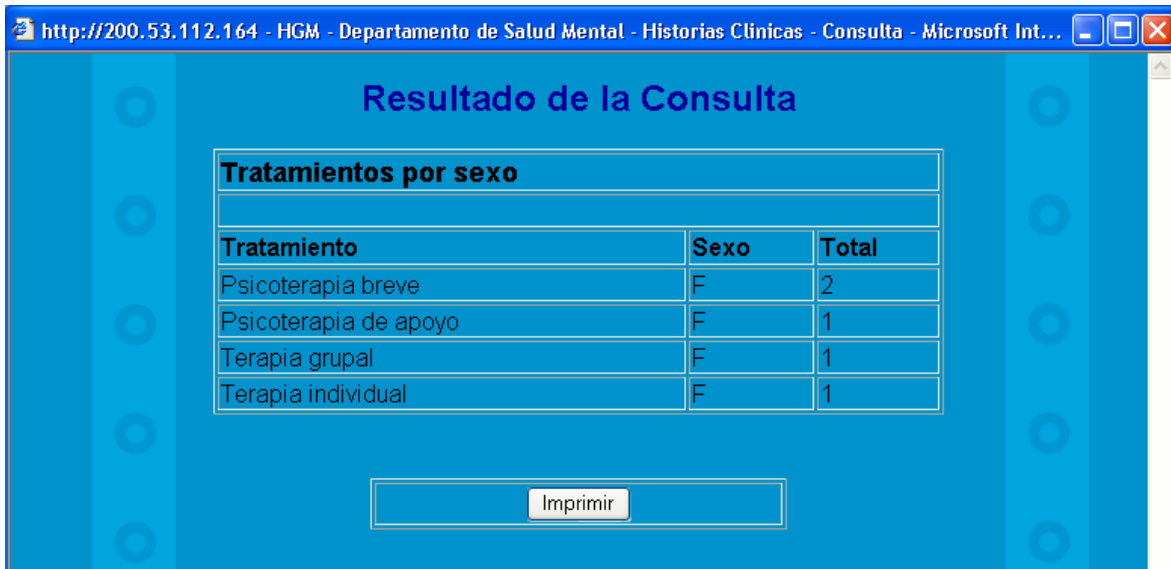 http://200.53.112.164 - HGM - Departamento de Salud Mental - Historias Clinicas - Consulta - Microsoft Int...
Resultado de la Consulta
Tratamientos por sexo
Tratamiento Sexo Total
Psicoterapia breve F 2
Psicoterapia de apoyo F 1
Terapia grupal F 1
Terapia individual F 1
Imprimir